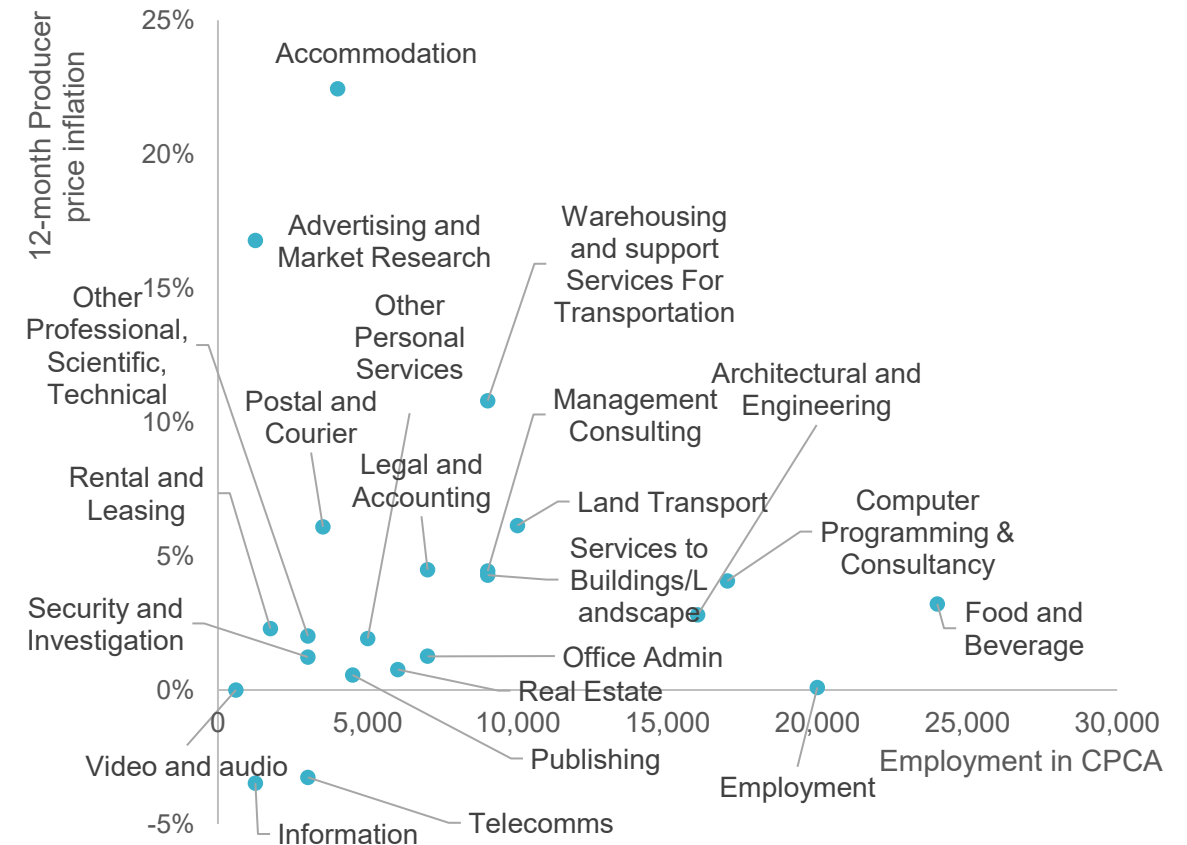 25%
12-month Producer
price inflation
Accommodation
20%
Advertising and
Market Research
Warehousing
and support
Services For
Transportation
15%
Other
Professional,
Scientific,
Technical
Other
Personal
Services
Architectural and
Engineering
10%
Postal and
Courier
Management
Consulting
Legal and
Accounting
Rental and
Leasing
Land Transport
Computer
Programming &
Consultancy
5%
Services to
Buildings/L
andscape
Security and
Investigation
Food and
Beverage
Office Admin
0%
Real Estate
0
5,000
10,000
15,000
20,000
25,000
30,000
Employment in CPCA
Video and audio
Publishing
Employment
-5%
Information
Telecomms